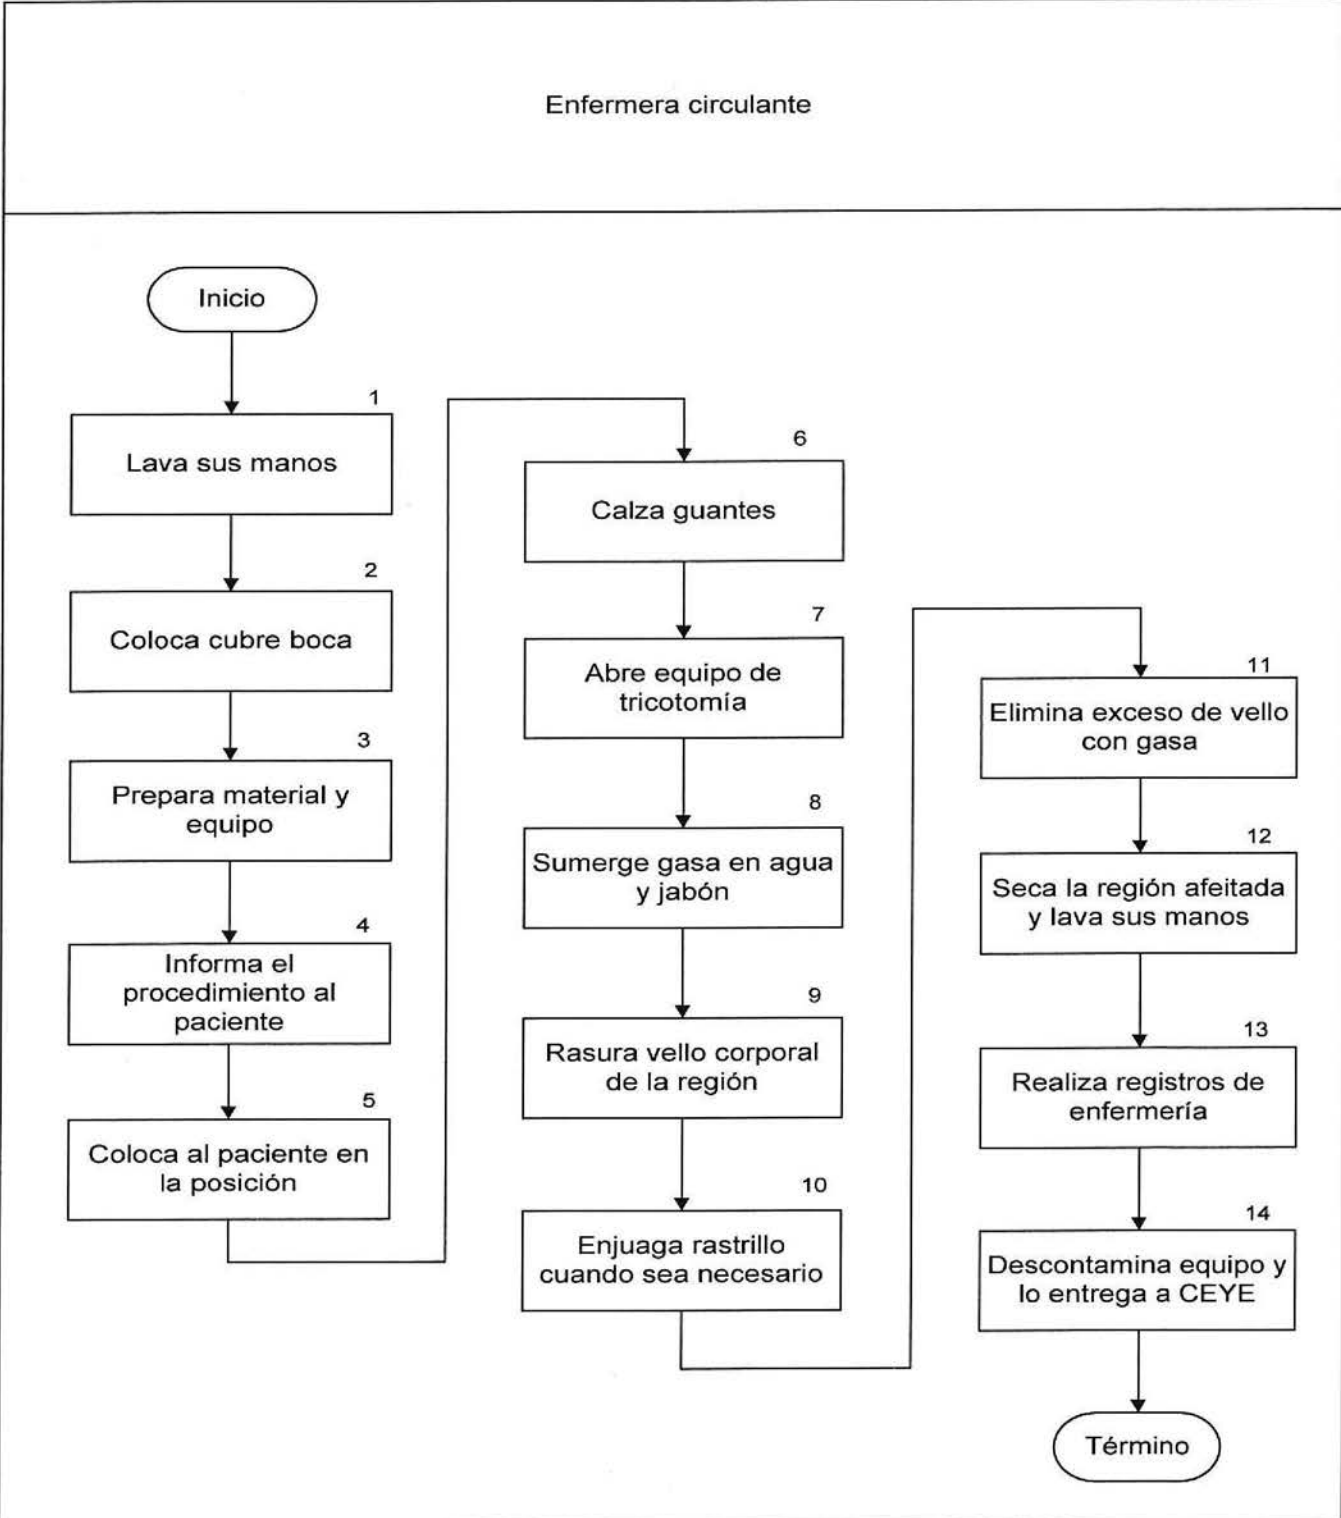 Enfermera circulante
Inicio
1
Lava sus manos
2
Coloca cubre boca
3
Prepara material y
equipo
4
Informa el
procedimiento al
paciente
5
Coloca al paciente en
la posición
6
Calza guantes
7
Abre equipo de
tricotomía
8
Sumerge gasa en agua
y jabón
9
Rasura vello corporal
de la región
10
Enjuaga rastrillo
cuando sea necesario
11
Elimina exceso de vello
con gasa
12
Seca la región afeitada
y lava sus manos
13
Realiza registros de
enfermería
14
Descontamina equipo y
lo entrega a CEYE
Término